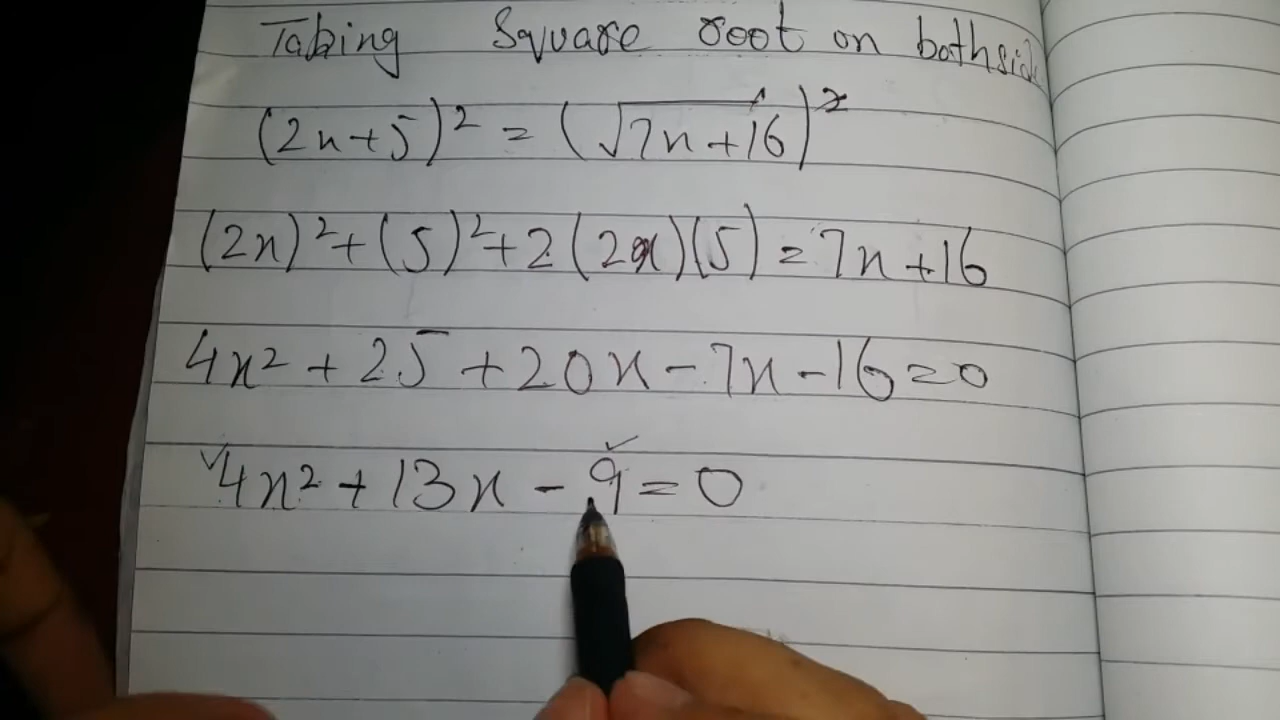 Taking Square root on bothside
(2x+5)² = (√7x+16)²
(2x)²+(5)²+2(2x)(5)=7x+16
4x²+25+20x-7x-16=0
4x²+13x-9=0